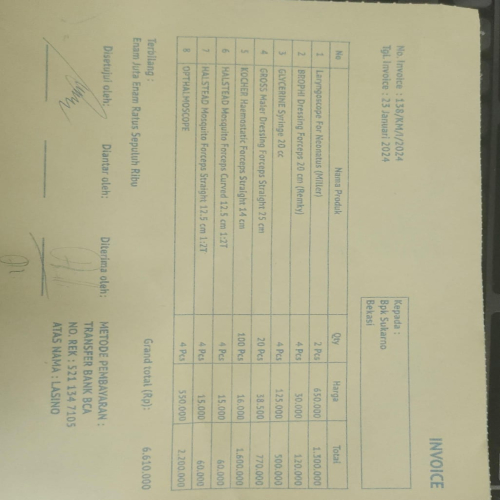 INVOICE
No. Invoice : 138/KM/I/2024
Tgl. Invoice : 23 Januari 2024
Kepada :
Bpk Sukarno
Bekasi
No Nama Produk Qty Harga Total
1 Laryngoscope For Neonatus (Miller) 2 Pcs 650.000 1.300.000
2 BROPHI Dressing Forceps 20 cm (Remky) 4 Pcs 30.000 120.000
3 GLYCERINE Syringe 20 cc 4 Pcs 125.000 500.000
4 GROSS Maier Dressing Forceps Straight 25 cm 20 Pcs 38.500 770.000
5 KOCHER Haemostatic Forceps Straight 14 cm 100 Pcs 16.000 1.600.000
6 HALSTEAD Mosquito Forceps Curved 12.5 cm 1:2T 4 Pcs 15.000 60.000
7 HALSTEAD Mosquito Forceps Straight 12.5 cm 1:2T 4 Pcs 15.000 60.000
8 OPTHALMOSCOPE 4 Pcs 550.000 2.200.000
Grand total (Rp): 6.610.000
Terbilang :
Enam Juta Enam Ratus Sepuluh Ribu
Disetujui oleh: Diantar oleh: Diterima oleh:
METODE PEMBAYARAN :
TRANSFER BANK BCA
NO. REK : 521 134 7105
ATAS NAMA : LASINO